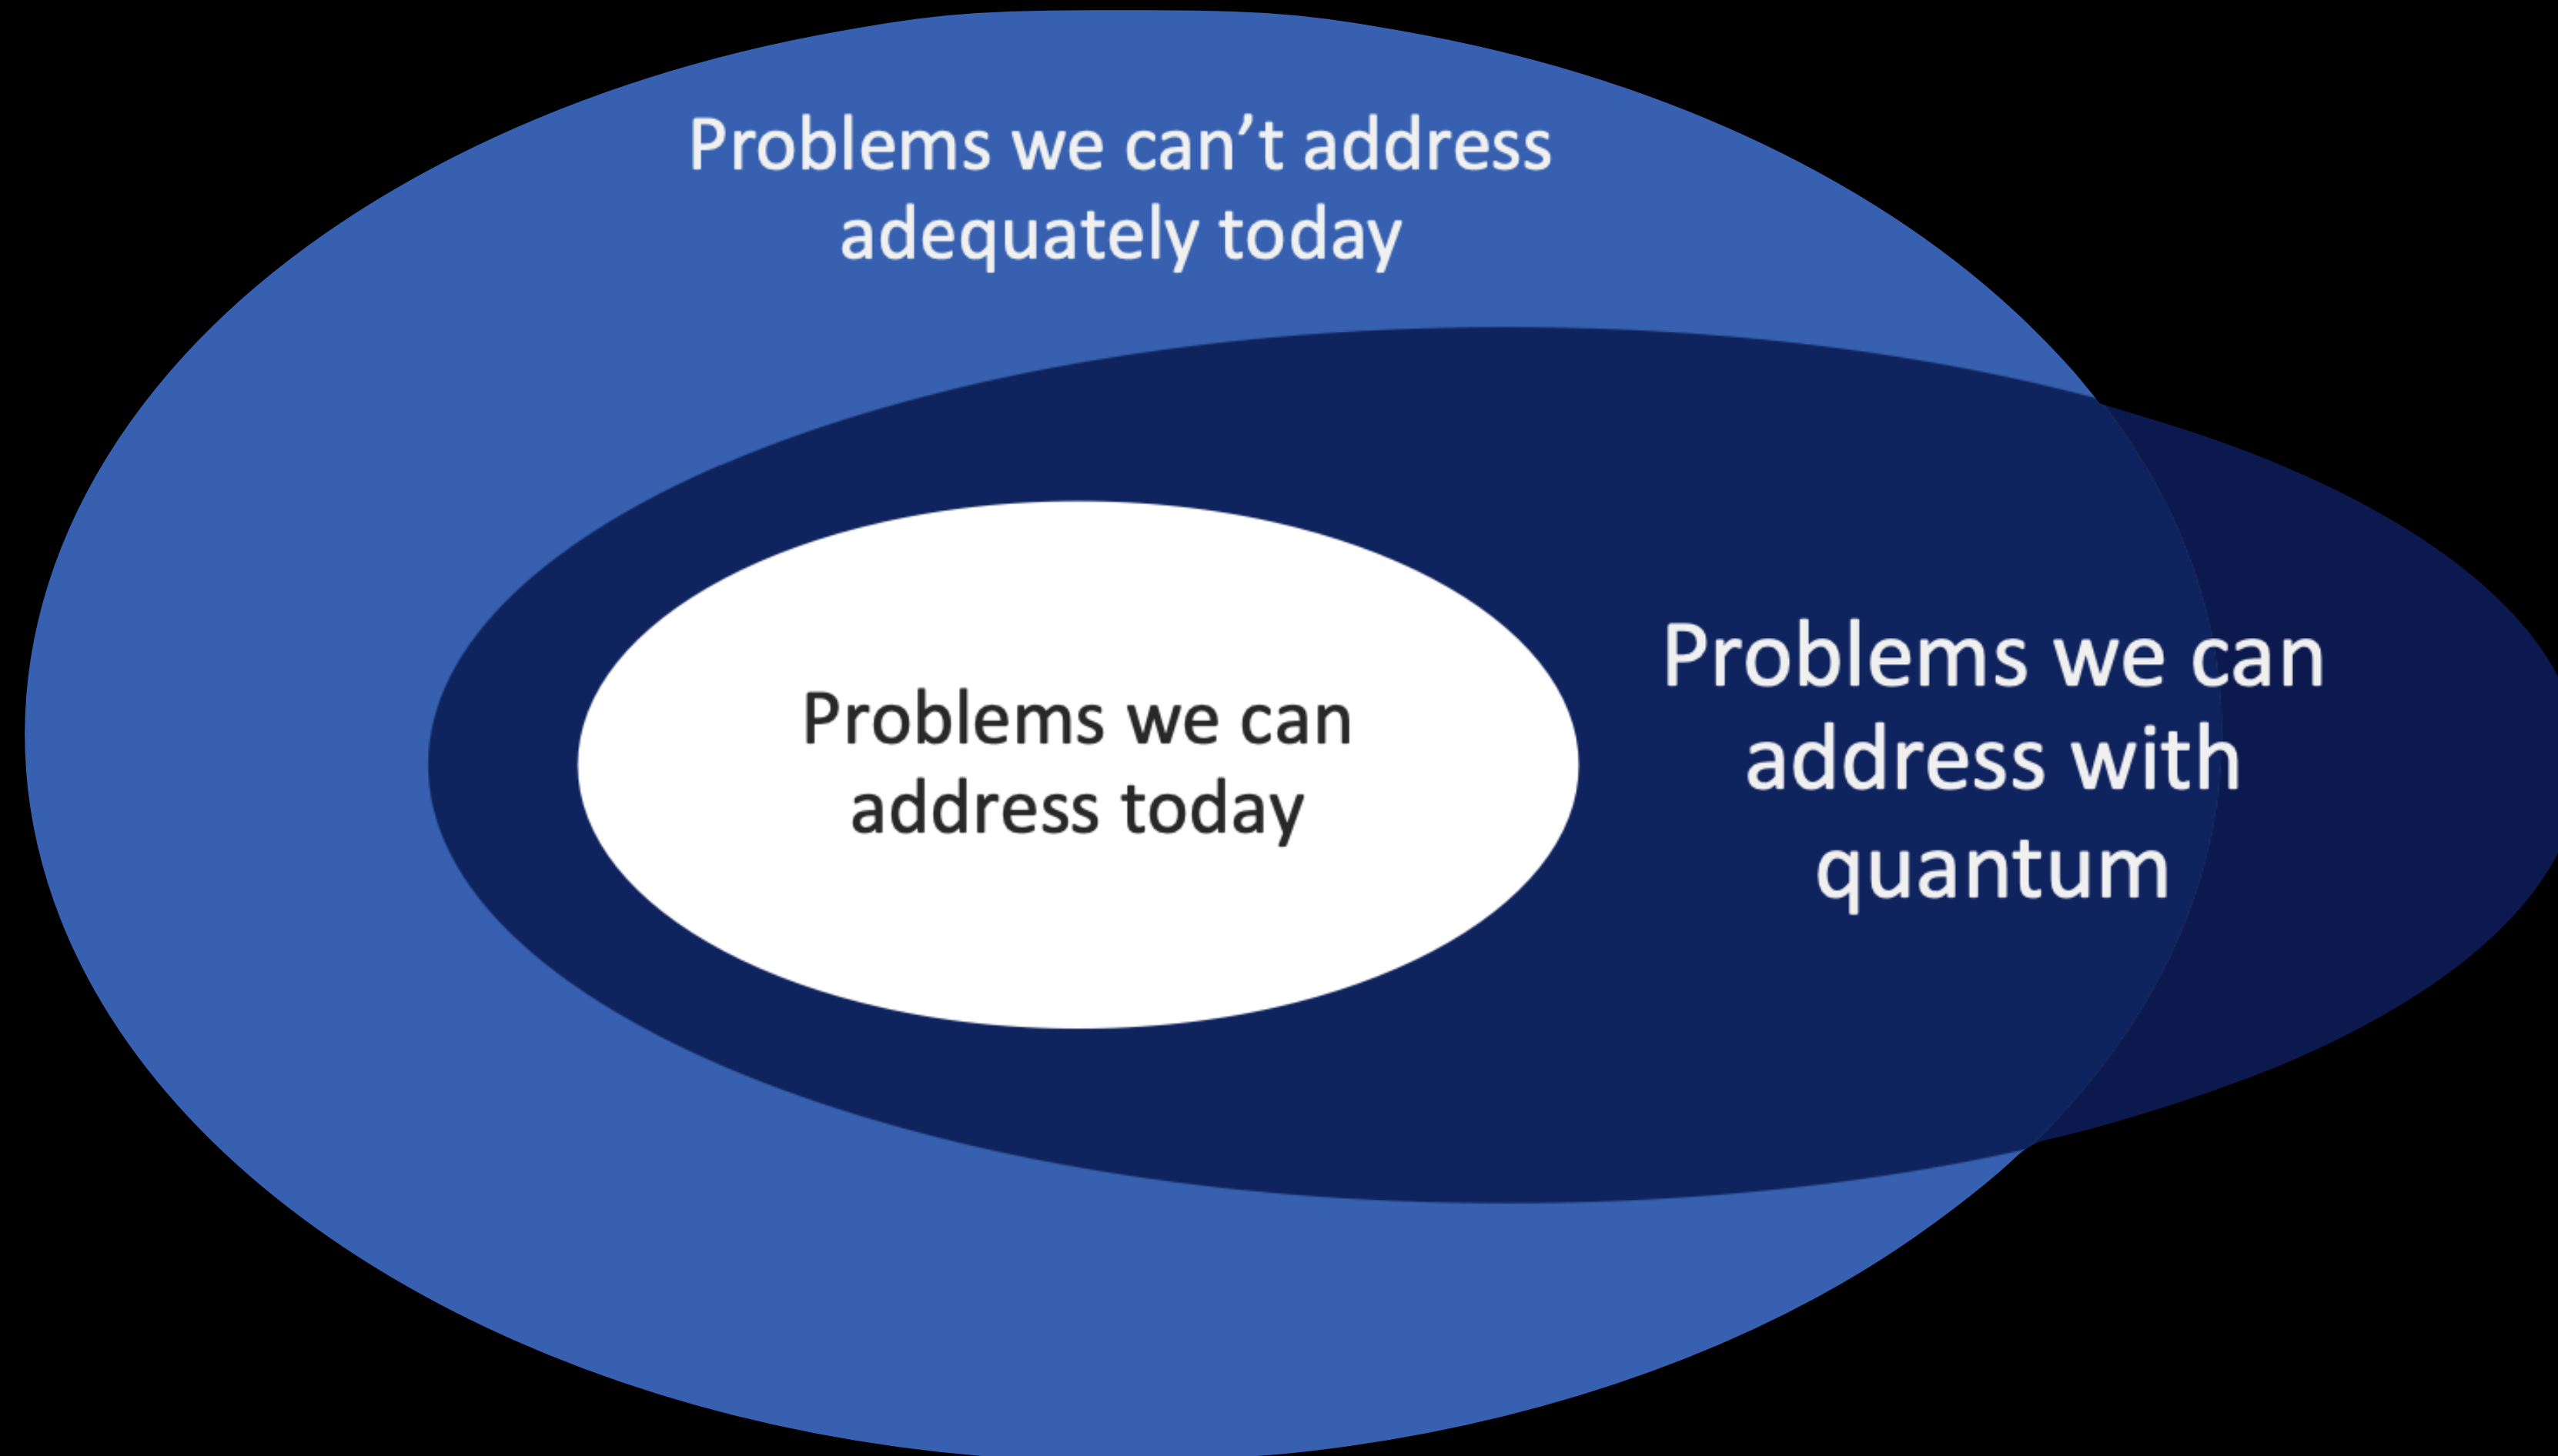 Problems we can’t address
adequately today
Problems we can
address today
Problems we can
address with
quantum